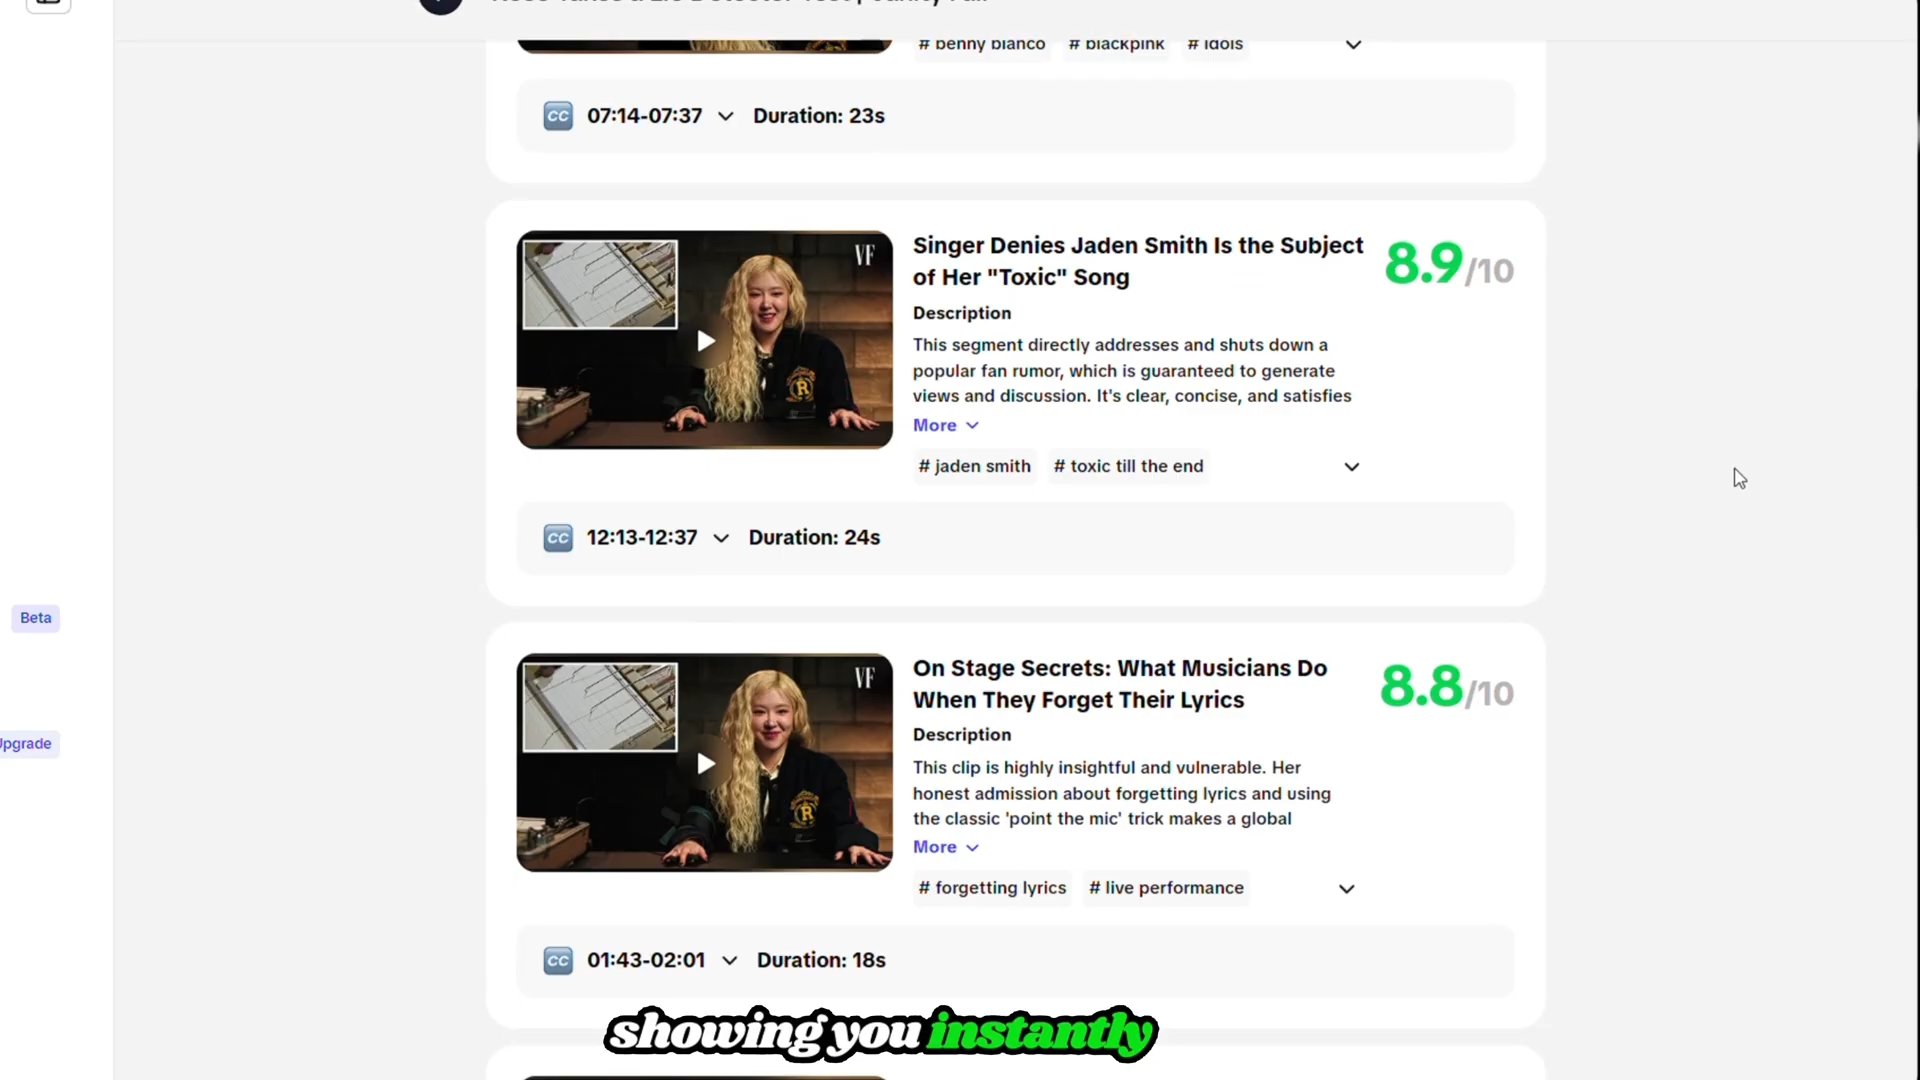 # benny blanco # blackpink # idols
CC 07:14-07:37 Duration: 23s
VF
Singer Denies Jaden Smith Is the Subject
of Her "Toxic" Song
8.9/10
Description
This segment directly addresses and shuts down a
popular fan rumor, which is guaranteed to generate
views and discussion. It's clear, concise, and satisfies
More
# jaden smith # toxic till the end
R
CC 12:13-12:37 Duration: 24s
Beta
VF
On Stage Secrets: What Musicians Do
When They Forget Their Lyrics
8.8/10
Description
This clip is highly insightful and vulnerable. Her
honest admission about forgetting lyrics and using
the classic 'point the mic' trick makes a global
More
# forgetting lyrics # live performance
R
Upgrade
CC 01:43-02:01 Duration: 18s
showing you instantly